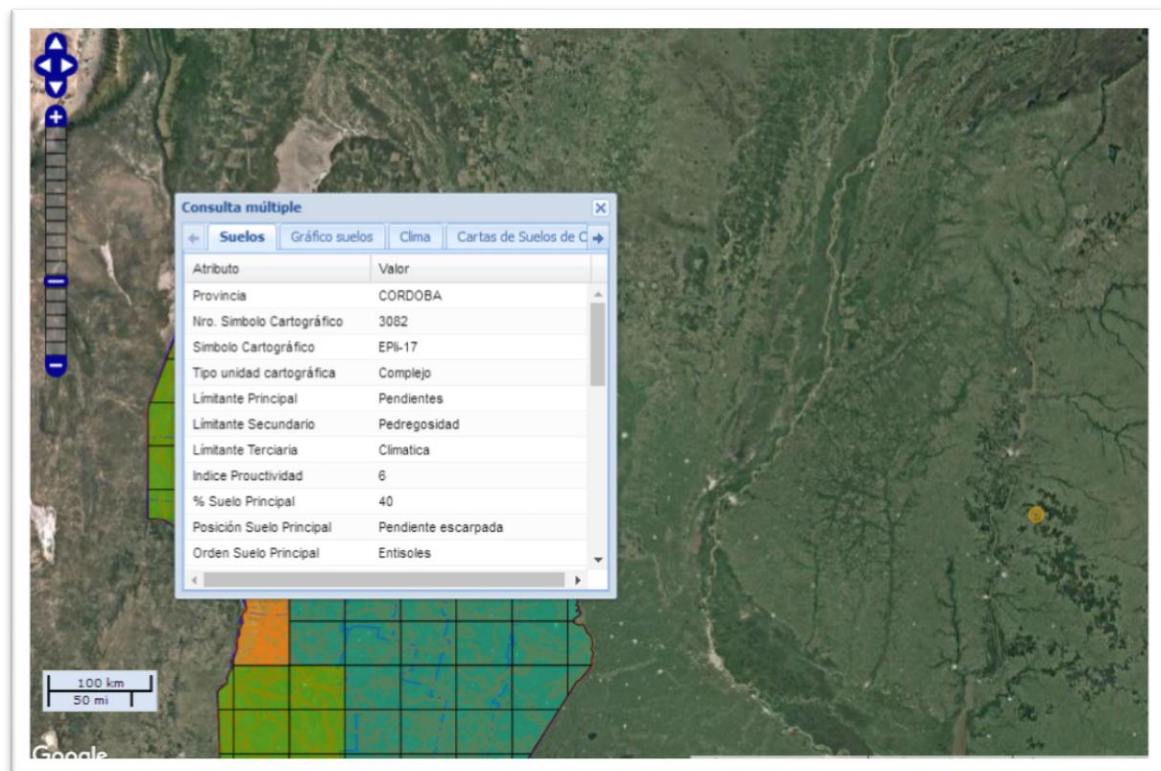 Consulta múltiple
Suelos Gráfico suelos Clima Cartas de Suelos de C
Atributo Valor
Provincia CORDOBA
Nro. Simbolo Cartográfico 3082
Simbolo Cartográfico EPli-17
Tipo unidad cartográfica Complejo
Límitante Principal Pendientes
Límitante Secundario Pedregosidad
Límitante Terciaria Climatica
Indice Prouctividad 6
% Suelo Principal 40
Posición Suelo Principal Pendiente escarpada
Orden Suelo Principal Entisoles
100 km
50 mi
Google